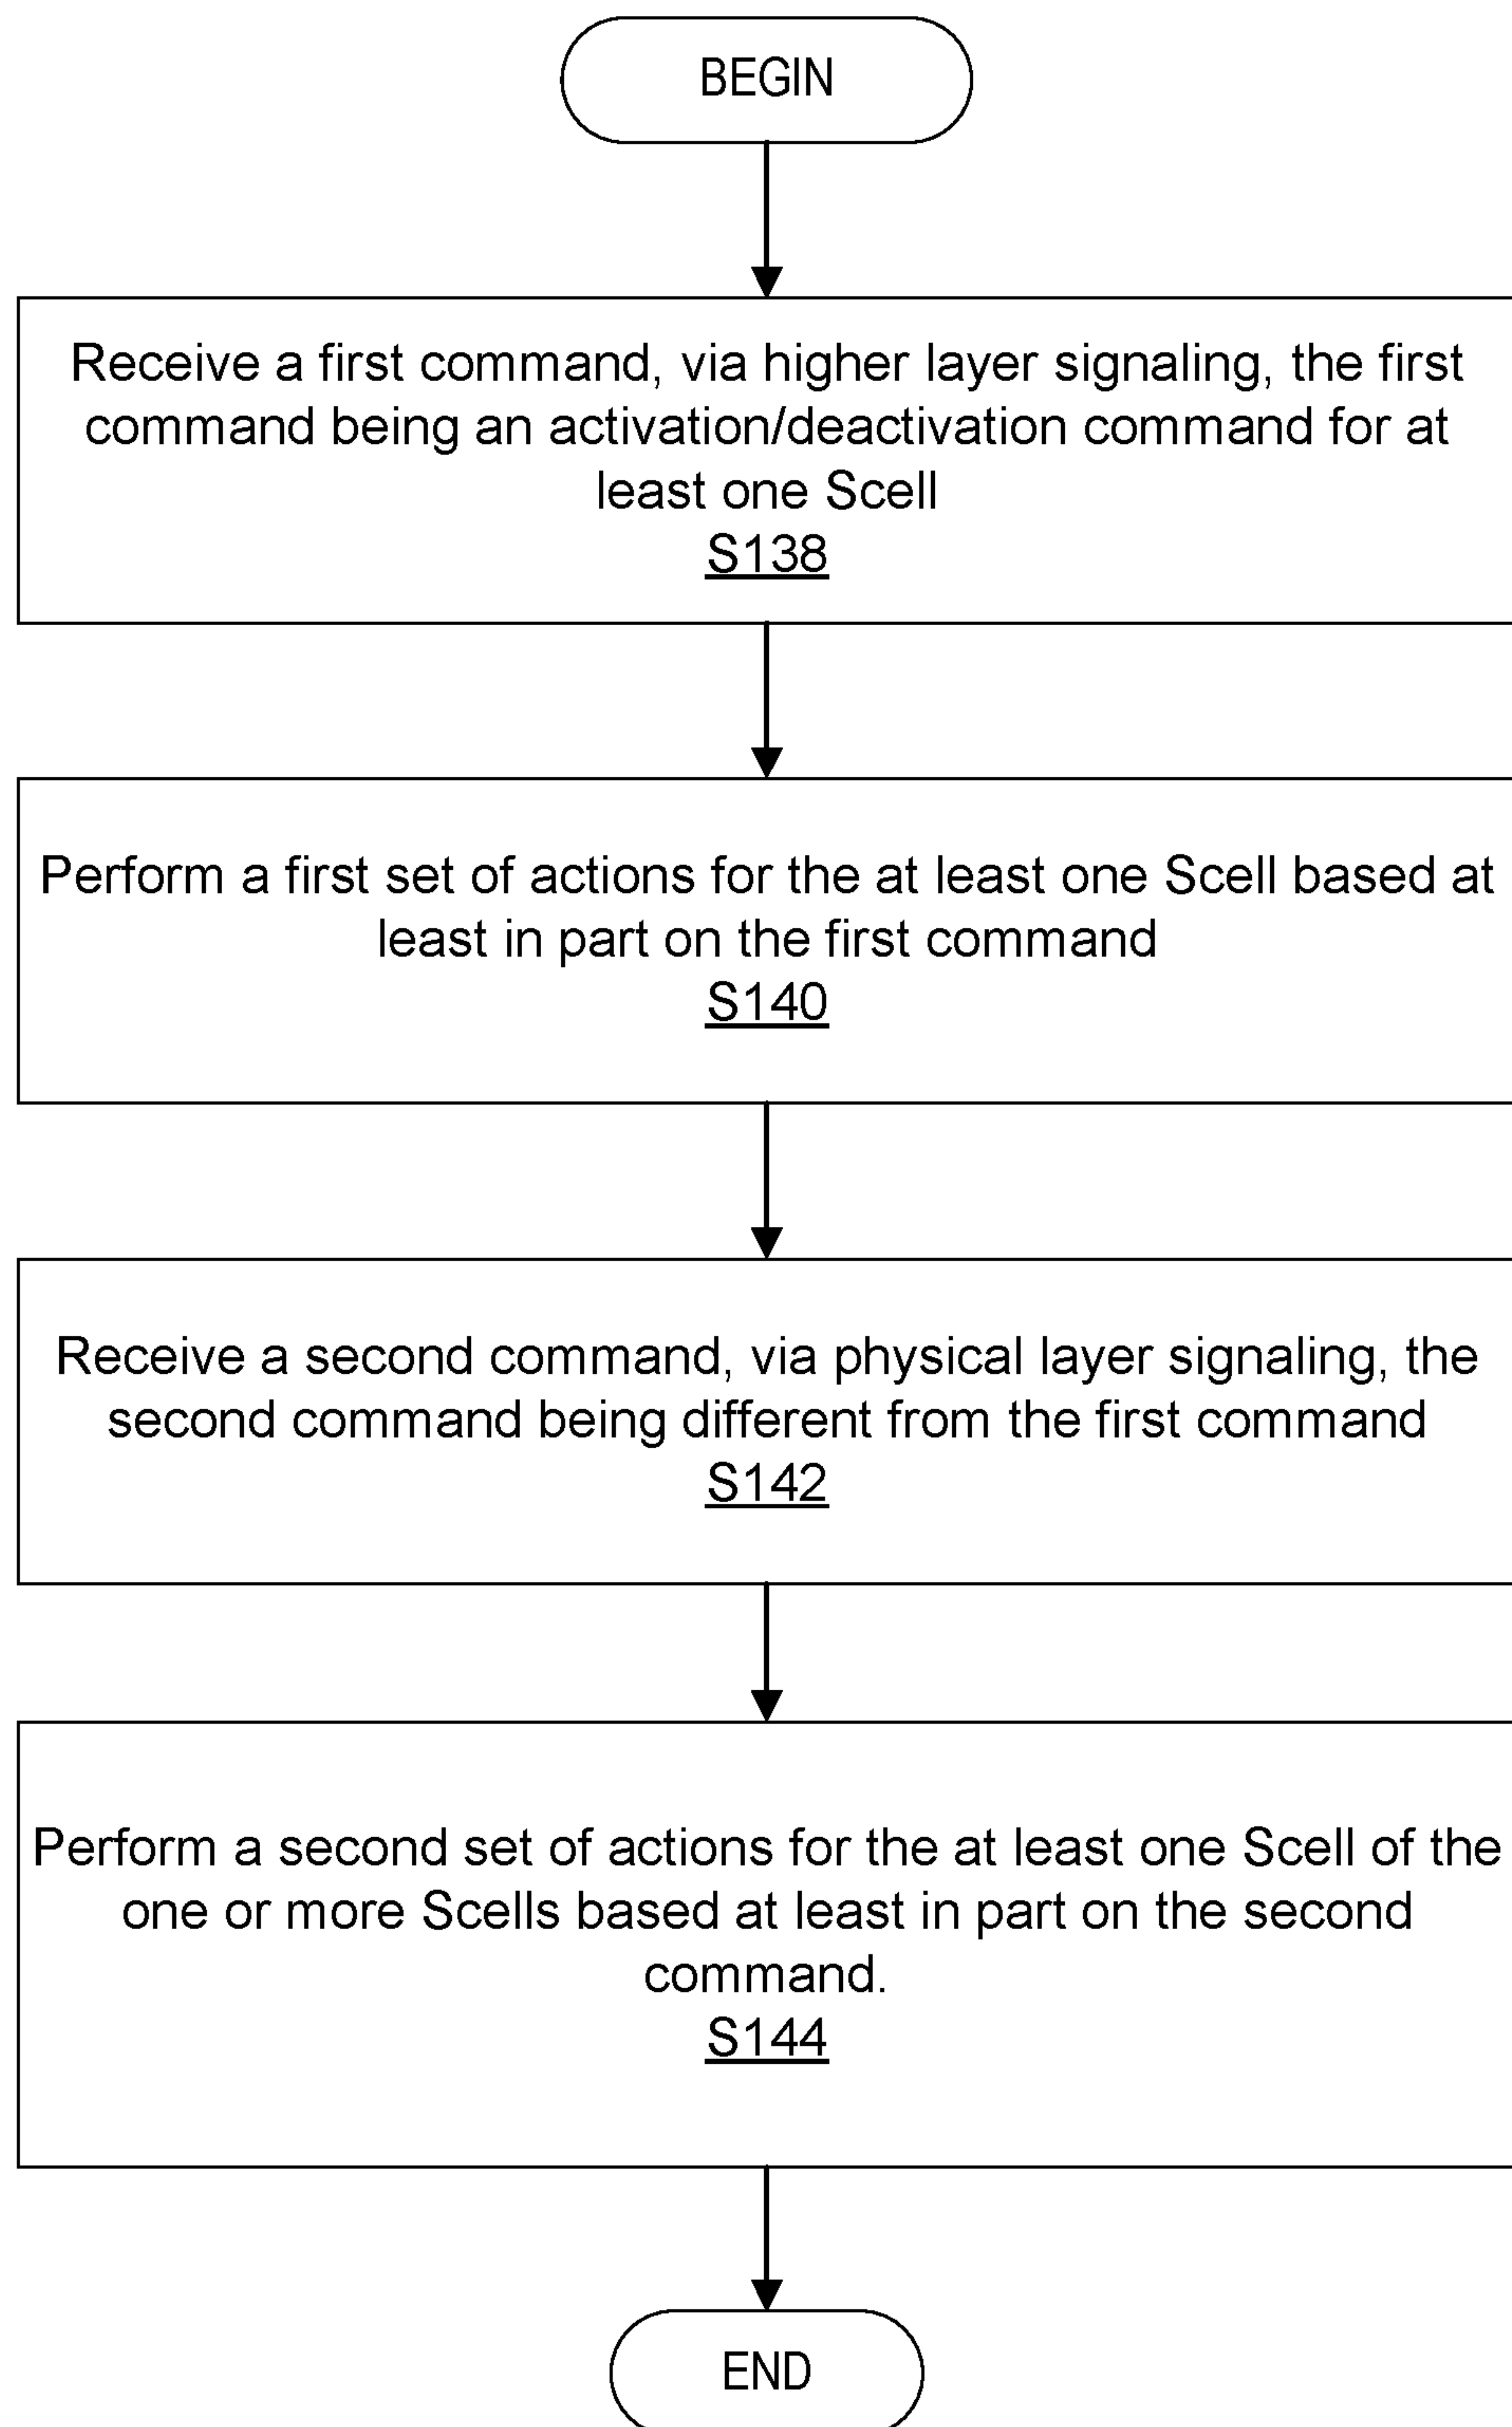 BEGIN
Receive a first command, via higher layer signaling, the first
command being an activation/deactivation command for at
least one Scell
S138
Perform a first set of actions for the at least one Scell based at
least in part on the first command
S140
Receive a second command, via physical layer signaling, the
second command being different from the first command
S142
Perform a second set of actions for the at least one Scell of the
one or more Scells based at least in part on the second
command.
S144
END